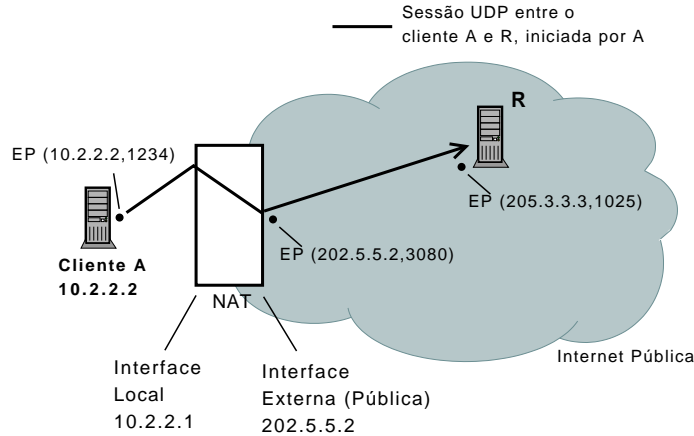 Sessão UDP entre o
cliente A e R, iniciada por A
R
EP (10.2.2.2,1234)
EP (205.3.3.3,1025)
EP (202.5.5.2,3080)
Cliente A
10.2.2.2
NAT
Internet Pública
Interface
Local
10.2.2.1
Interface
Externa (Pública)
202.5.5.2